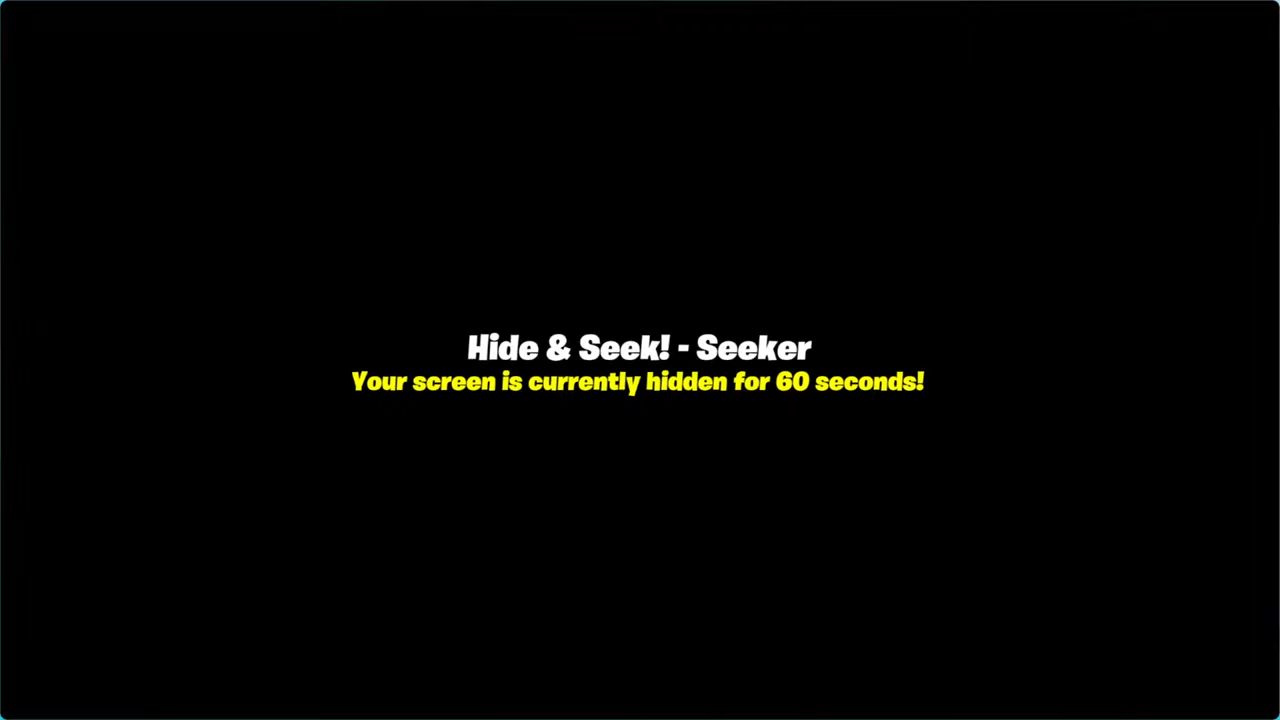 Hide & Seek! - Seeker
Your screen is currently hidden for 60 seconds!